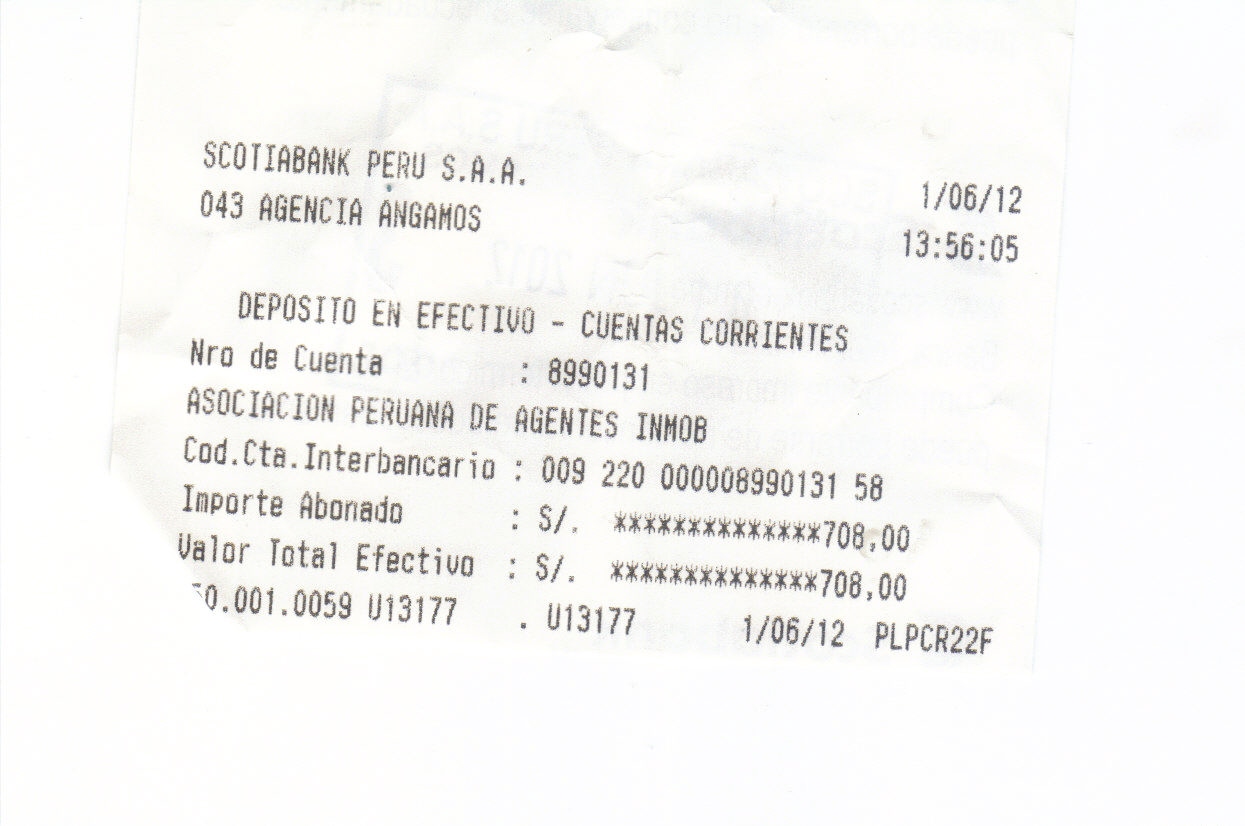 SCOTIABANK PERU S.A.A.
1/06/12
043 AGENCIA ANGAMOS
13:56:05
DEPOSITO EN EFECTIVO - CUENTAS CORRIENTES
Nro de Cuenta : 8990131
ASOCIACION PERUANA DE AGENTES INMOB
Cod.Cta.Interbancario : 009 220 000008990131 58
Importe Abonado : S/. **************708,00
Valor Total Efectivo : S/. **************708,00
0.001.0059 U13177 . U13177 1/06/12 PLPCR22F